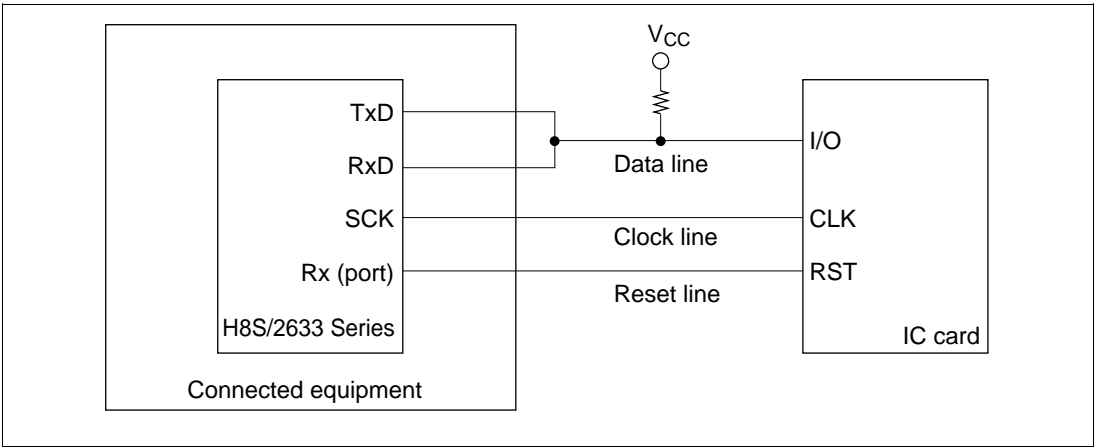 VCC
TxD
I/O
RxD
Data line
SCK
CLK
Clock line
Rx (port)
RST
Reset line
H8S/2633 Series
IC card
Connected equipment